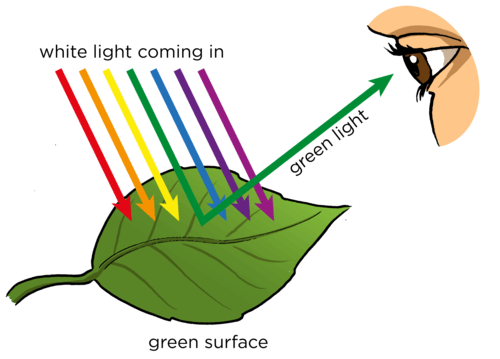 white light coming in
green light
green surface